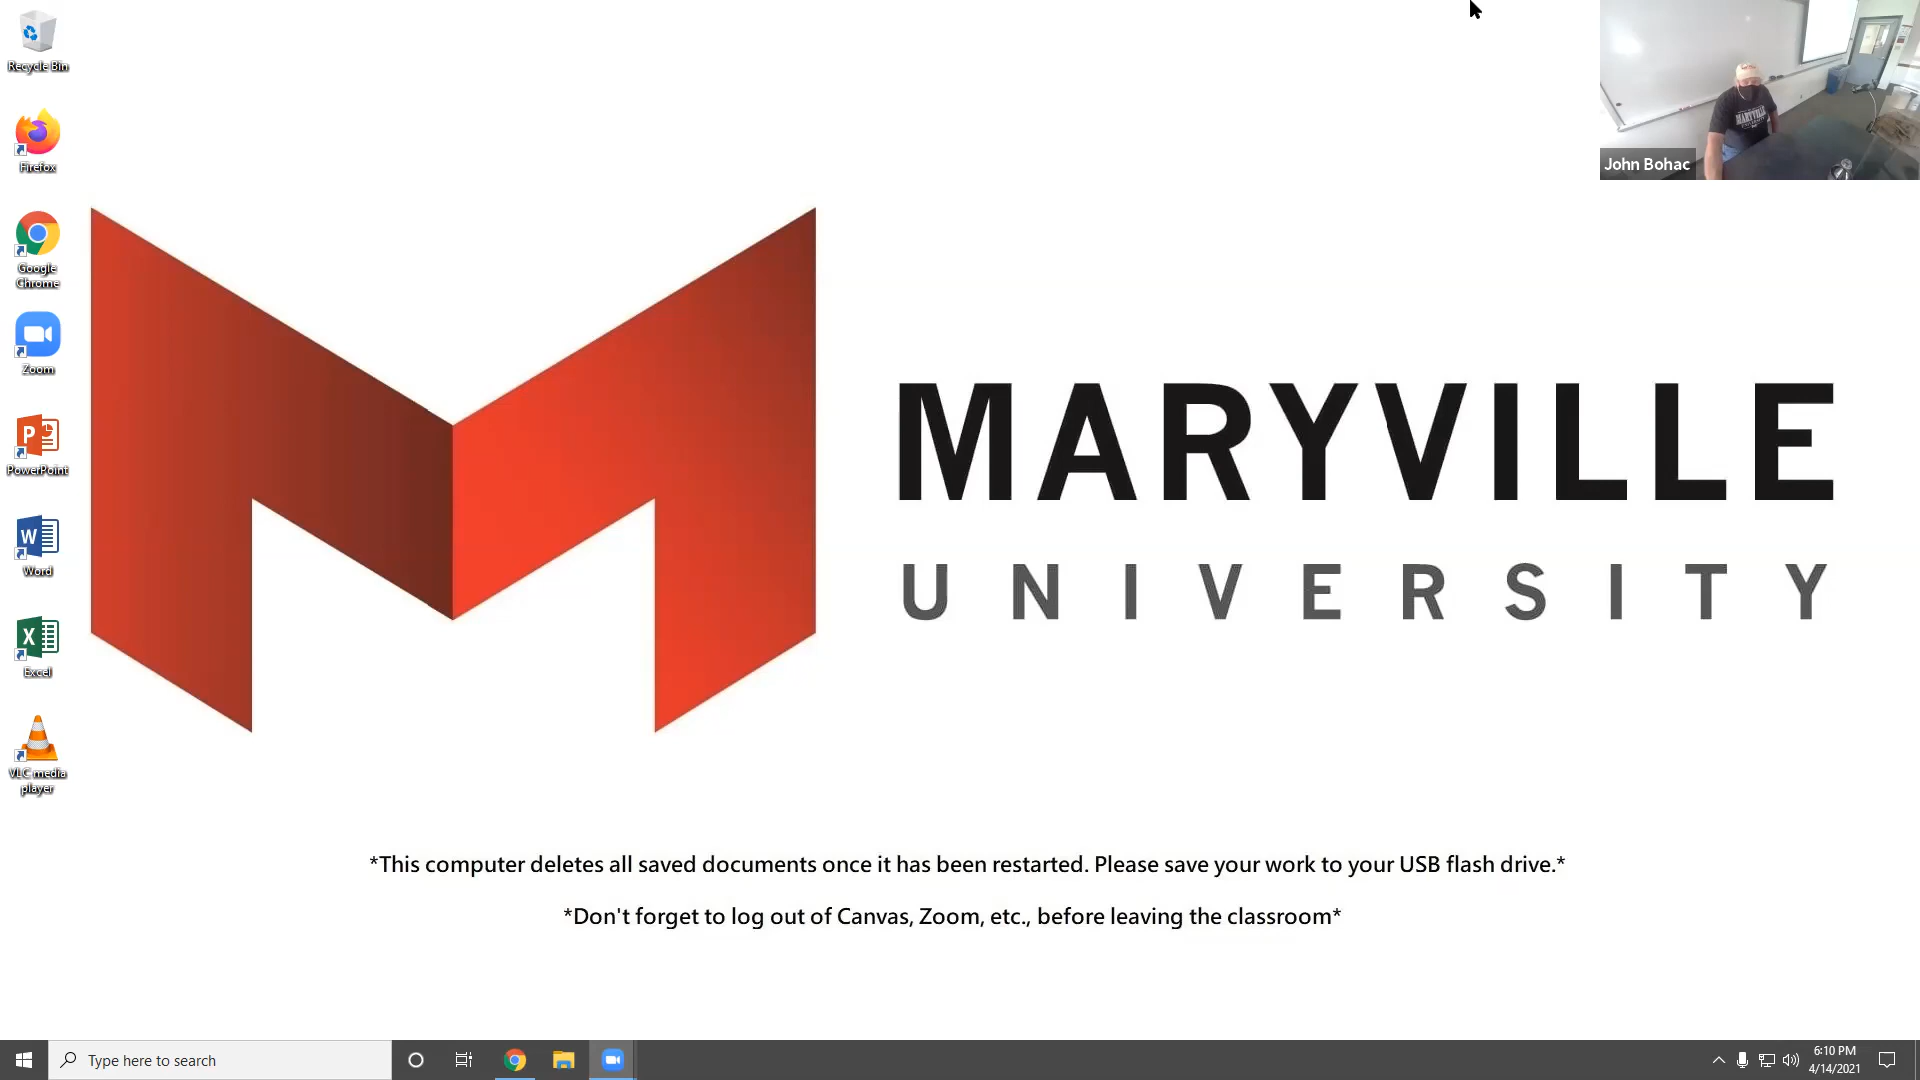 Recycle Bin
Firefox
Google
Chrome
Zoom
PowerPoint
Word
Excel
VLC media
player
John Bohac
MARYVILLE
UNIVERSITY
MARYVILLE
UNIVERSITY
*This computer deletes all saved documents once it has been restarted. Please save your work to your USB flash drive.*
*Don't forget to log out of Canvas, Zoom, etc., before leaving the classroom*
Type here to search
6:10 PM
4/14/2021